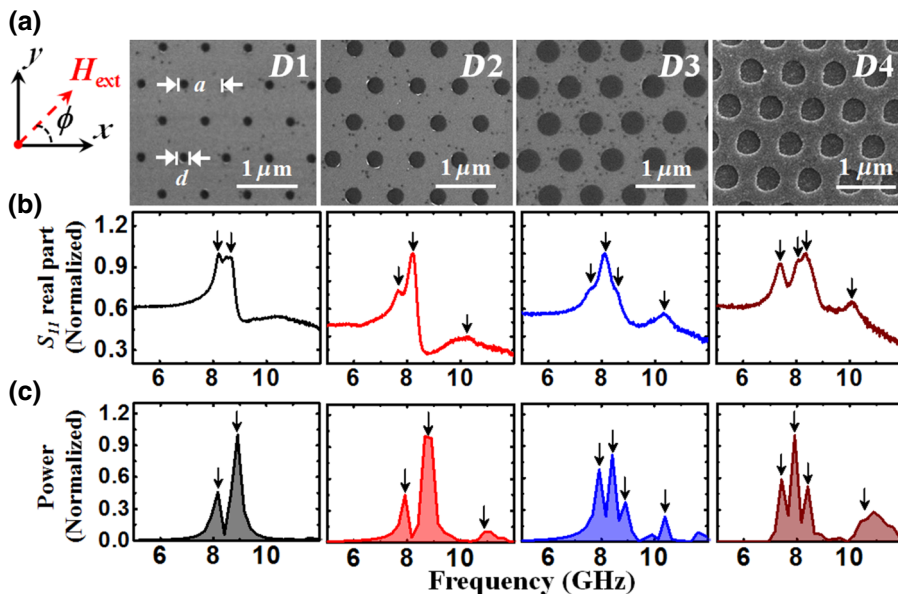 (a)
y
H_ext
ϕ
x
D1
a
d
1 μm
D2
1 μm
D3
1 μm
D4
1 μm
(b)
S_11 real part
(Normalized)
1.2
0.9
0.6
0.3
6 8 10
6 8 10
6 8 10
6 8 10
(c)
Power
(Normalized)
1.2
0.9
0.6
0.3
0.0
6 8 10
6 8 10
6 8 10
6 8 10
Frequency (GHz)